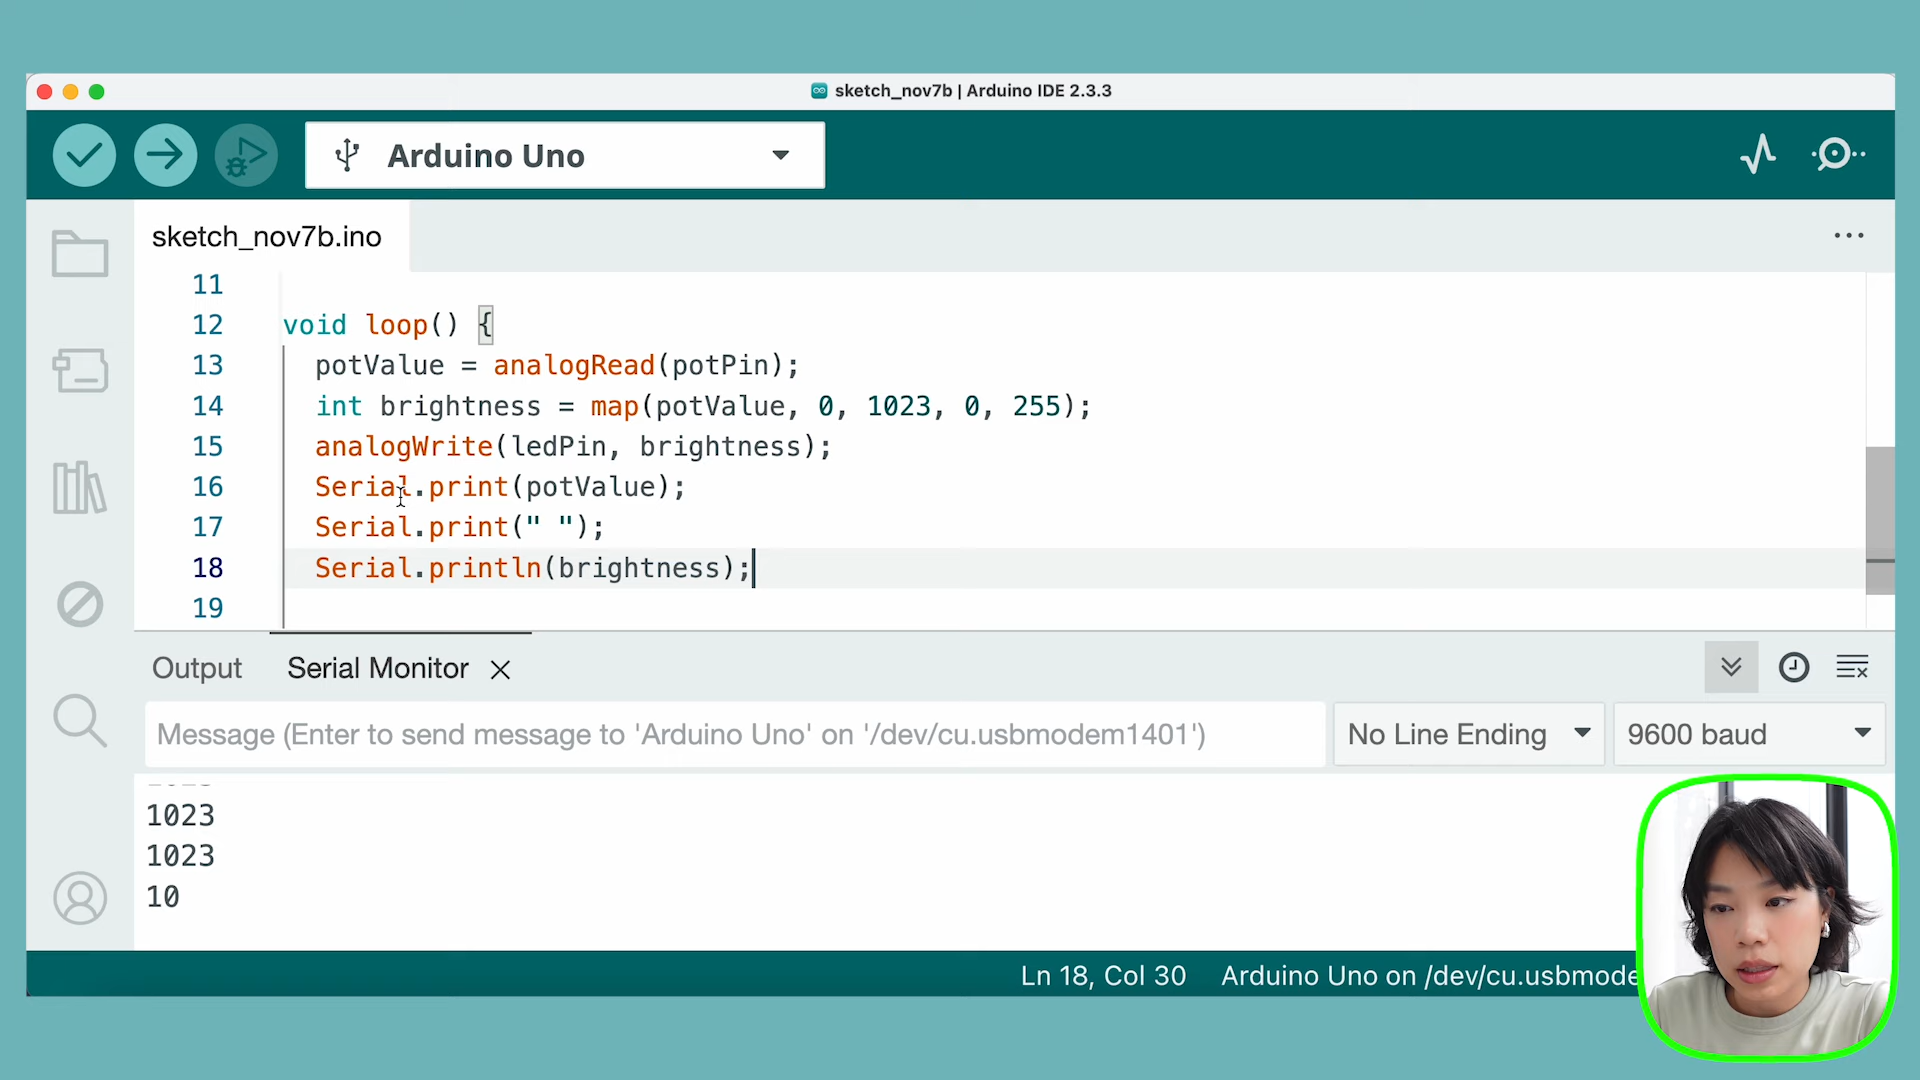 sketch_nov7b | Arduino IDE 2.3.3
Arduino Uno
sketch_nov7b.ino
11
12 void loop() {
13 potValue = analogRead(potPin);
14 int brightness = map(potValue, 0, 1023, 0, 255);
15 analogWrite(ledPin, brightness);
16 Serial.print(potValue);
17 Serial.print(" ");
18 Serial.println(brightness);
19
Output Serial Monitor
Message (Enter to send message to 'Arduino Uno' on '/dev/cu.usbmodem1401') No Line Ending 9600 baud
1023
1023
10
Ln 18, Col 30 Arduino Uno on /dev/cu.usbmode